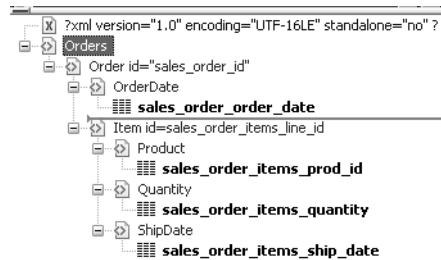 ?xml version="1.0" encoding="UTF-16LE" standalone="no" ?
Orders
Order id="sales_order_id"
OrderDate
sales_order_order_date
Item id=sales_order_items_line_id
Product
sales_order_items_prod_id
Quantity
sales_order_items_quantity
ShipDate
sales_order_items_ship_date